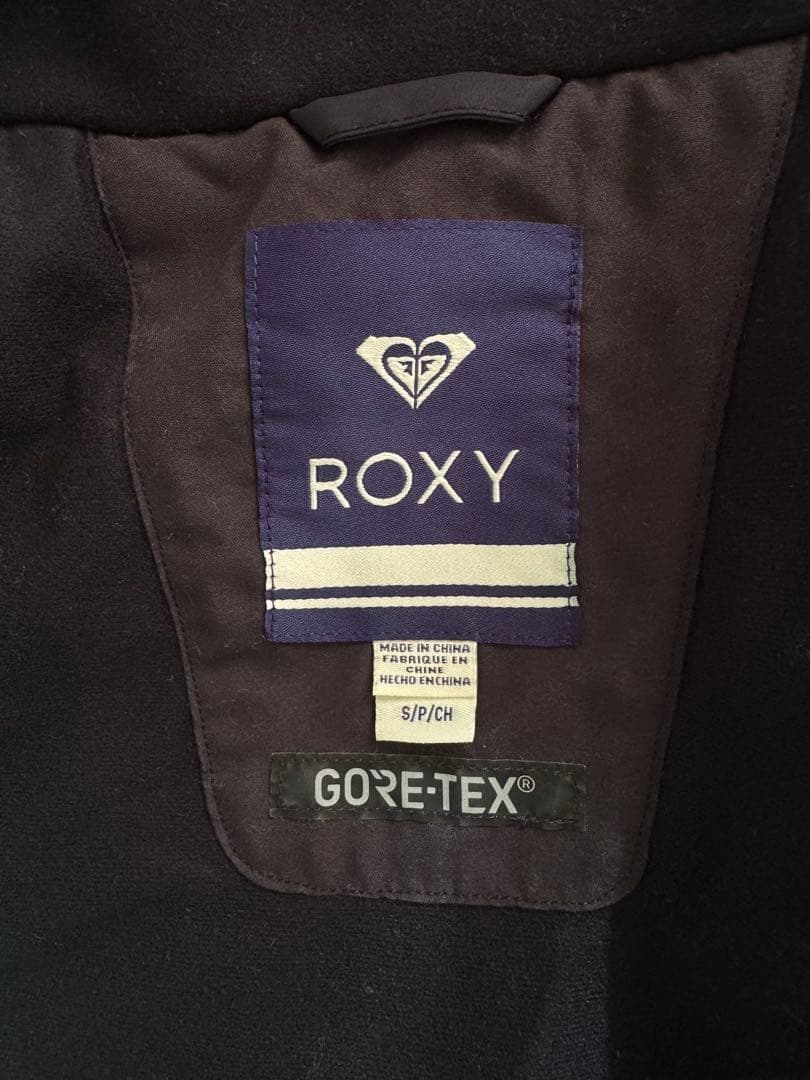 ROXY
MADE IN CHINA
FABRIQUE EN
CHINE
HECHO EN CHINA
S/P/CH
GORE-TEX®